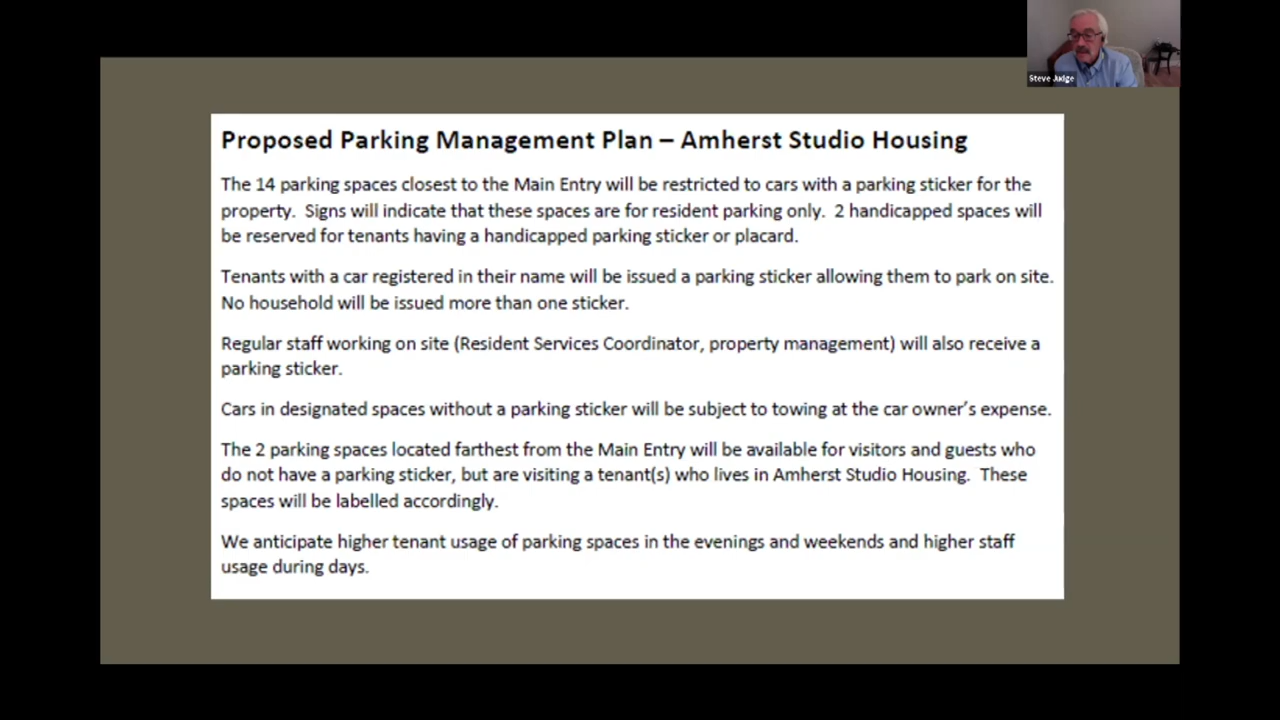 Steve Judge
Proposed Parking Management Plan – Amherst Studio Housing
The 14 parking spaces closest to the Main Entry will be restricted to cars with a parking sticker for the
property.  Signs will indicate that these spaces are for resident parking only.  2 handicapped spaces will
be reserved for tenants having a handicapped parking sticker or placard.
Tenants with a car registered in their name will be issued a parking sticker allowing them to park on site.
No household will be issued more than one sticker.
Regular staff working on site (Resident Services Coordinator, property management) will also receive a
parking sticker.
Cars in designated spaces without a parking sticker will be subject to towing at the car owner’s expense.
The 2 parking spaces located farthest from the Main Entry will be available for visitors and guests who
do not have a parking sticker, but are visiting a tenant(s) who lives in Amherst Studio Housing.  These
spaces will be labelled accordingly.
We anticipate higher tenant usage of parking spaces in the evenings and weekends and higher staff
usage during days.